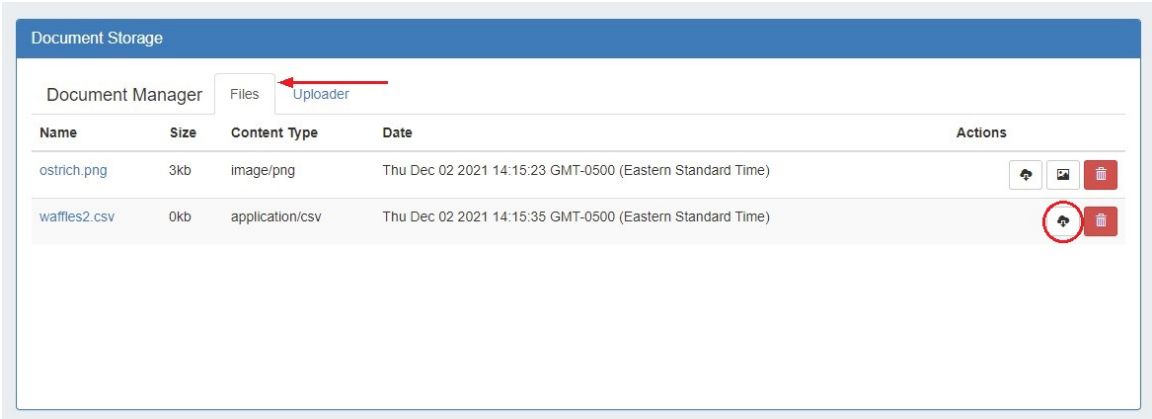 Document Storage
Document Manager Files Uploader
Name Size Content Type Date Actions
ostrich.png 3kb image/png Thu Dec 02 2021 14:15:23 GMT-0500 (Eastern Standard Time)
waffles2.csv 0kb application/csv Thu Dec 02 2021 14:15:35 GMT-0500 (Eastern Standard Time)